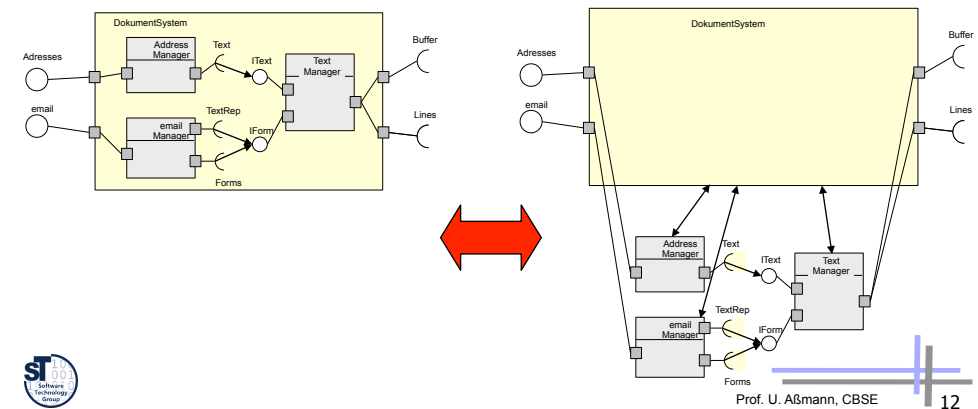 DokumentSystem
Adresses
Address
Manager
Text
IText
Text
Manager
Buffer
email
email
Manager
TextRep
IForm
Forms
Lines
DokumentSystem
Adresses
email
Buffer
Lines
Address
Manager
Text
IText
Text
Manager
TextRep
email
Manager
IForm
Forms
ST
Software
Technology
Group
Prof. U. Aßmann, CBSE
12